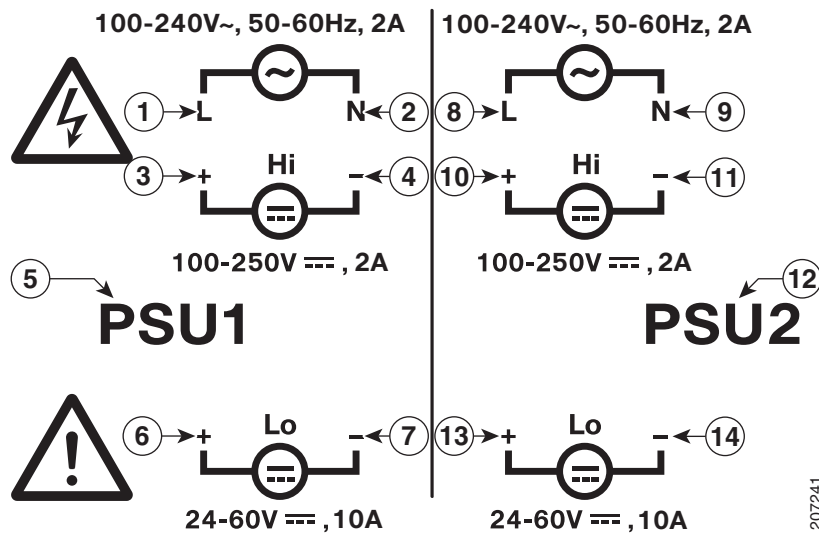 100-240V~, 50-60Hz, 2A 100-240V~, 50-60Hz, 2A
1 L N 2 8 L N 9
Hi Hi
3 + - 4 10 + - 11
100-250V ⎓, 2A 100-250V ⎓, 2A
5 12
PSU1 PSU2
Lo Lo
6 + - 7 13 + - 14
24-60V ⎓, 10A 24-60V ⎓, 10A
207241